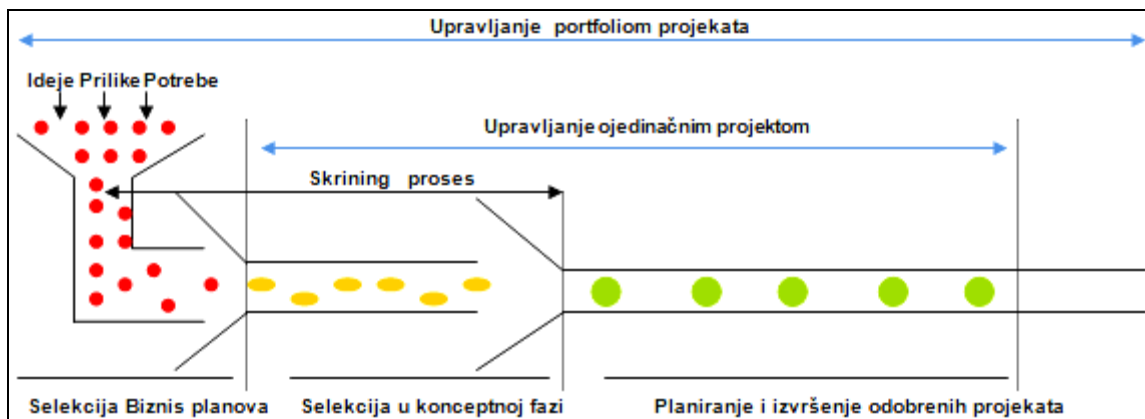 Upravljanje portfoliom projekata
Ideje Prilike Potrebe
Upravljanje ojedinačnim projektom
Skrining proses
Selekcija Biznis planova
Selekcija u konceptnoj fazi
Planiranje i izvršenje odobrenih projekata